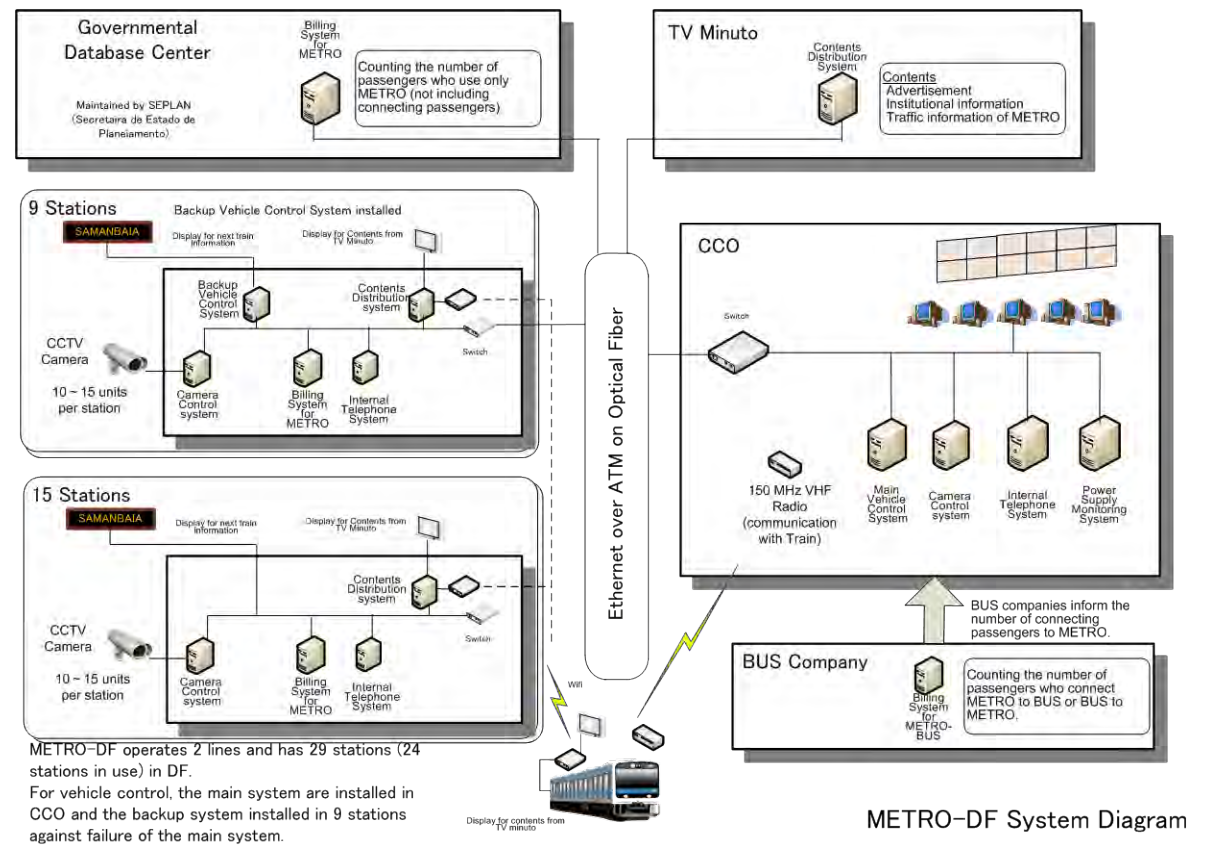 Governmental
Database Center
Maintained by SEPLAN
(Secretaira de Estado de
Planeiamento)
Billing
System
for
METRO
Counting the number of
passengers who use only
METRO (not including
connecting passengers)
TV Minuto
Contents
Distribution
System
Contents
Advertisement
Institutional information
Traffic information of METRO
9 Stations
Backup Vehicle Control System installed
SAMANBAIA
Display for next train
information
Display for Contents from
TV Minuto
Backup
Vehicle
Control
System
Contents
Distribution
system
Switch
CCTV
Camera
10 ~ 15 units
per station
Camera
Control
system
Billing
System
for
METRO
Internal
Telephone
System
15 Stations
SAMANBAIA
Display for next train
information
Display for Contents from
TV Minuto
Contents
Distribution
system
Switch
CCTV
Camera
10 ~ 15 units
per station
Camera
Control
system
Billing
System
for
METRO
Internal
Telephone
System
Ethernet over ATM on Optical Fiber
CCO
Switch
150 MHz VHF
Radio
(communication
with Train)
Main
Vehicle
Control
System
Camera
Control
system
Internal
Telephone
System
Power
Supply
Monitoring
System
BUS companies inform the
number of connecting
passengers to METRO.
BUS Company
Billing
System
for
METRO-
BUS
Counting the number of
passengers who connect
METRO to BUS or BUS to
METRO.
Wifi
Display for contents from
TV minuto
METRO-DF operates 2 lines and has 29 stations (24
stations in use) in DF.
For vehicle control, the main system are installed in
CCO and the backup system installed in 9 stations
against failure of the main system.
METRO-DF System Diagram